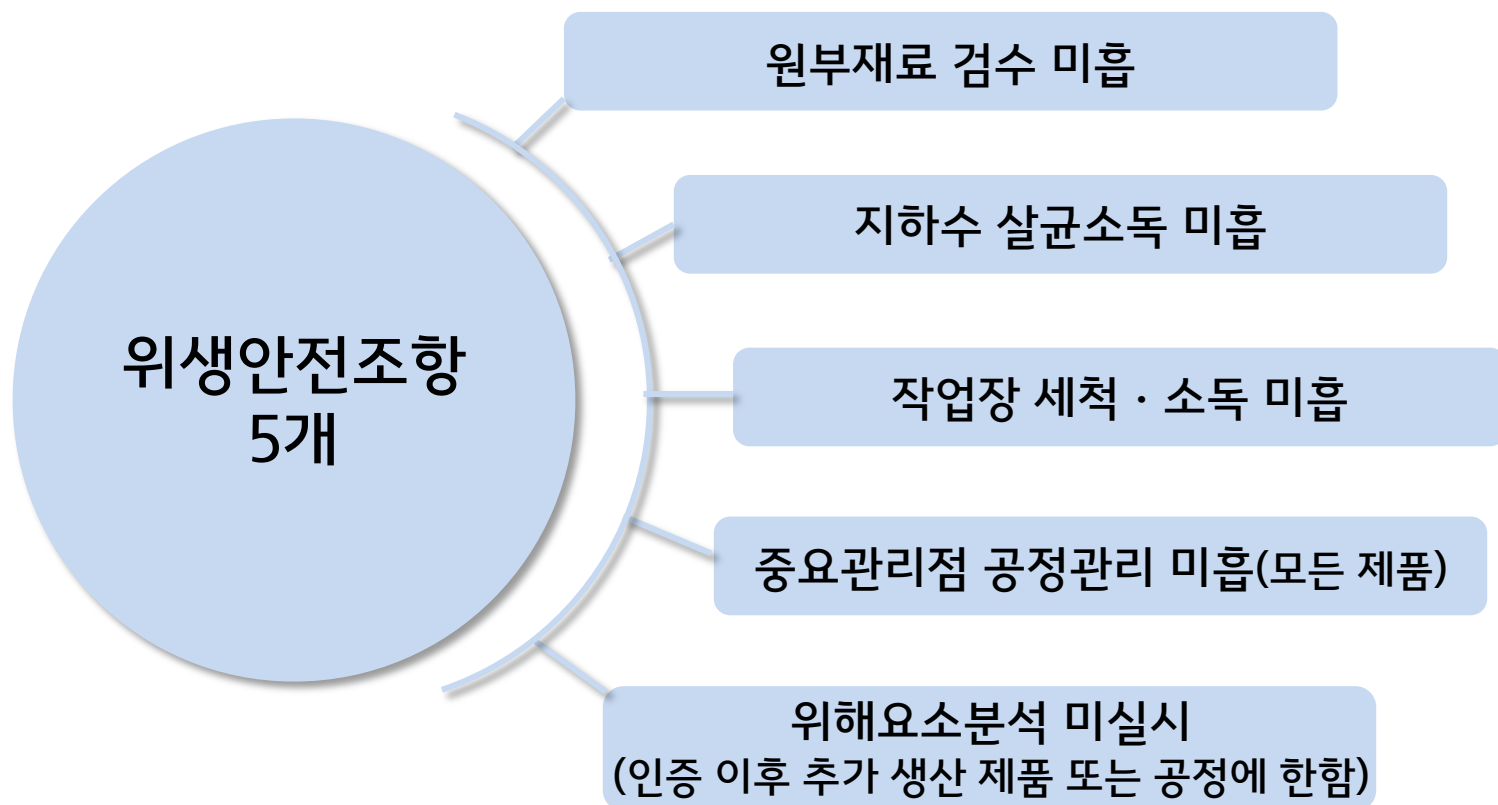 원부재료 검수 미흡
지하수 살균소독 미흡
위생안전조항
5개
작업장 세척 · 소독 미흡
중요관리점 공정관리 미흡(모든 제품)
위해요소분석 미실시
(인증 이후 추가 생산 제품 또는 공정에 한함)